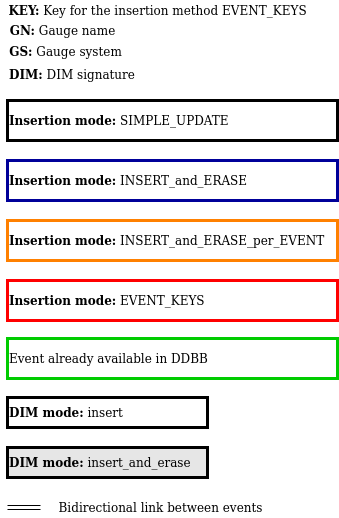 KEY: Key for the insertion method EVENT_KEYS
GN: Gauge name
GS: Gauge system
DIM: DIM signature
Insertion mode: SIMPLE_UPDATE
Insertion mode: INSERT_and_ERASE
Insertion mode: INSERT_and_ERASE_per_EVENT
Insertion mode: EVENT_KEYS
Event already available in DDBB
DIM mode: insert
DIM mode: insert_and_erase
Bidirectional link between events